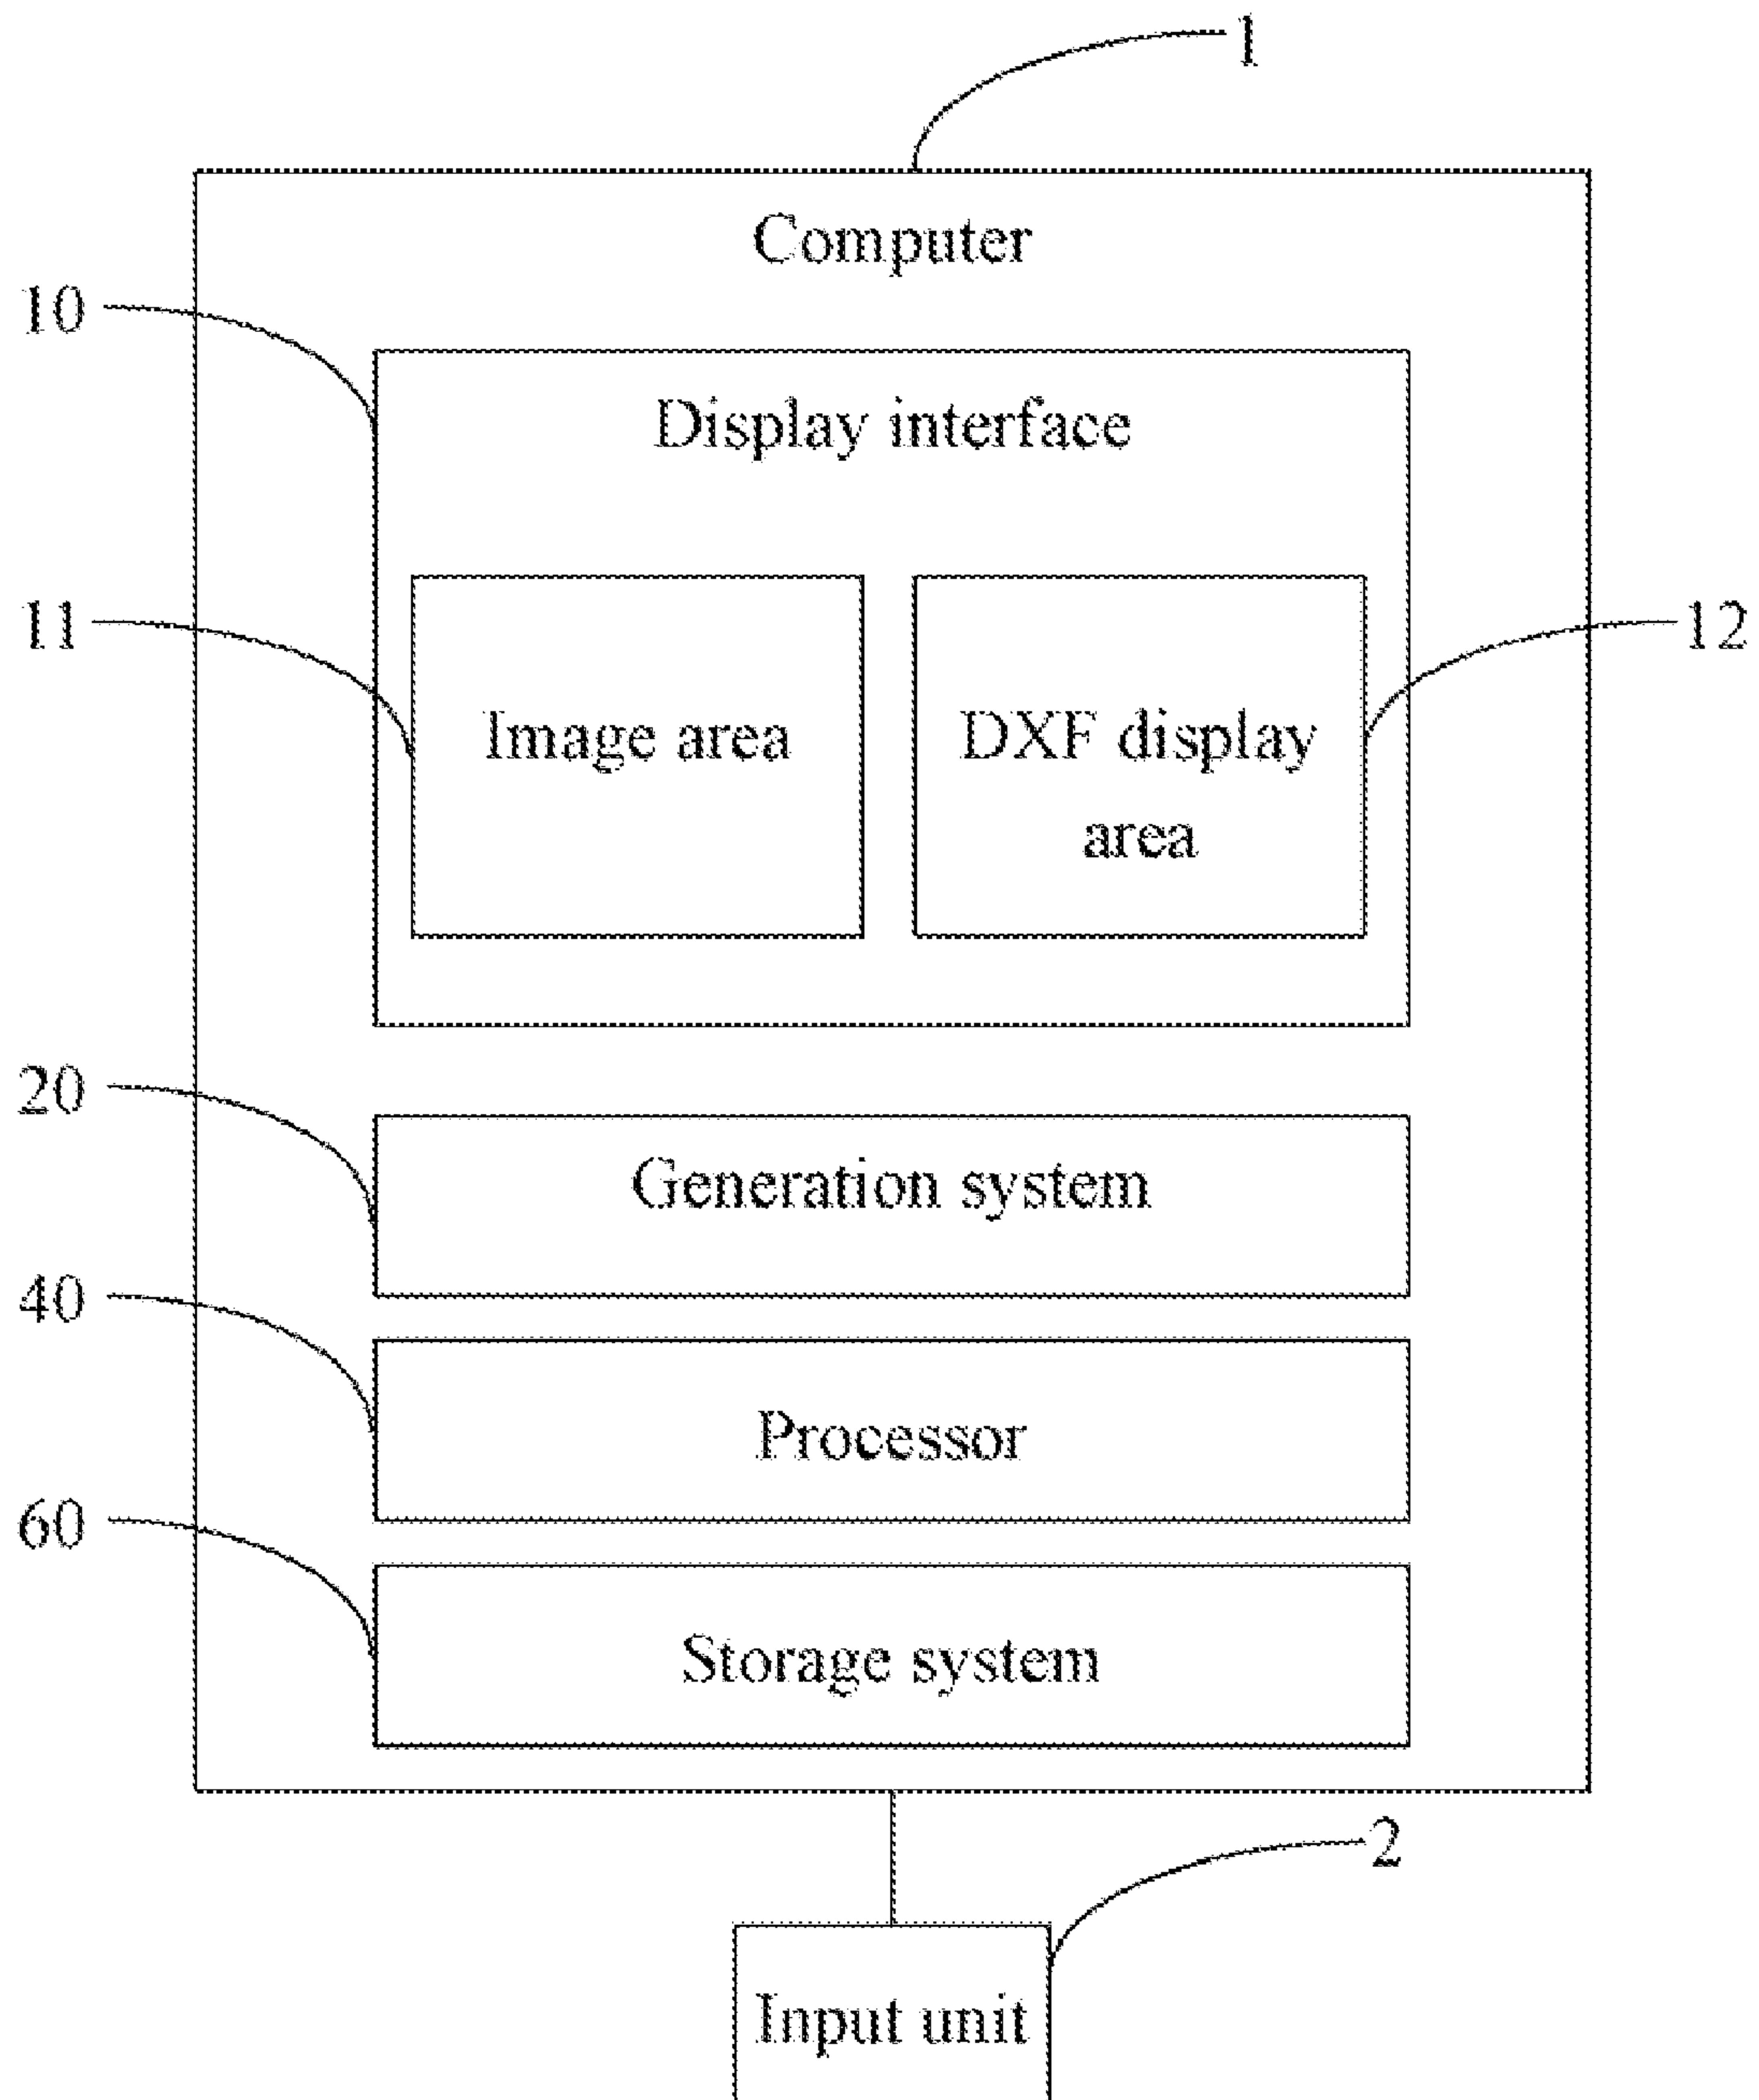 1
Computer
10
Display interface
11
12
Image area
DXF display
area
20
Generation system
40
Processor
60
Storage system
2
Input unit